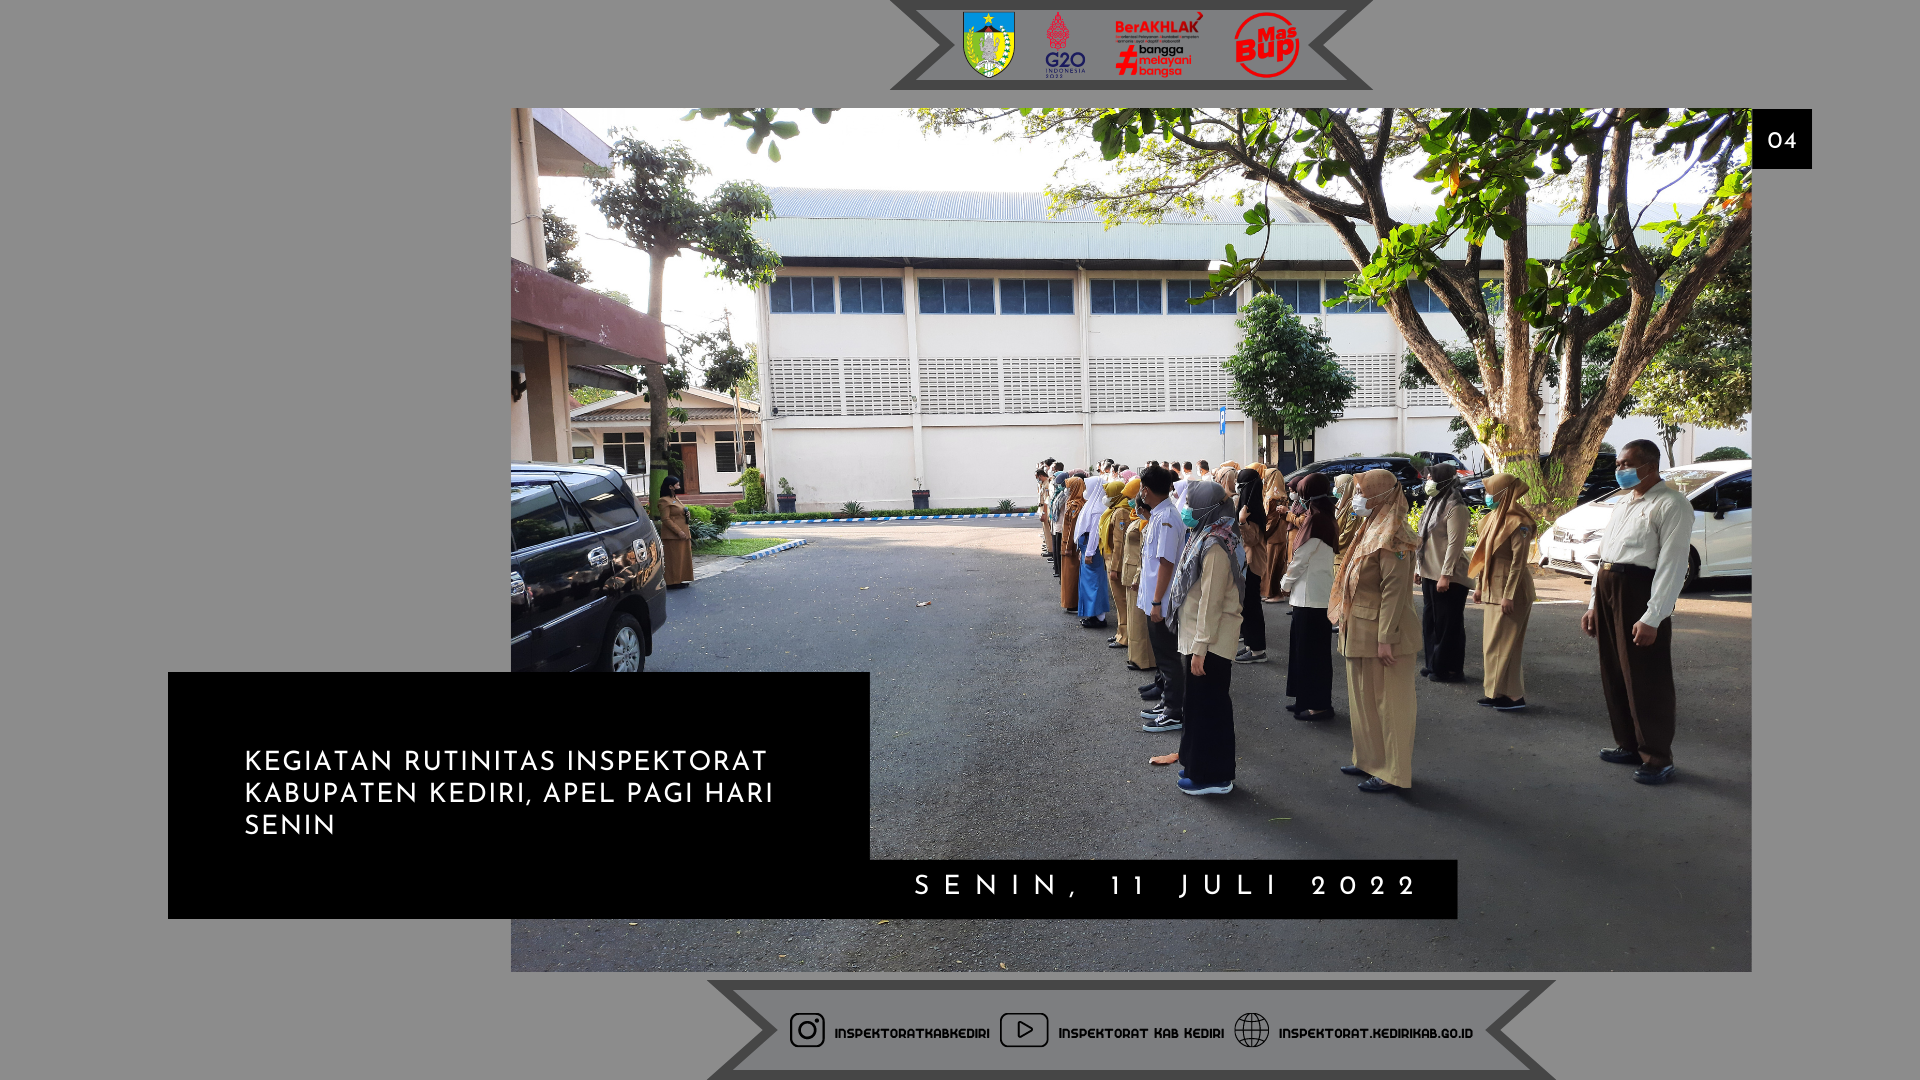 BerAKHLAK
G20
INDONESIA
2022
#bangga
melayani
bangsa
Mas
Bup
04
KEGIATAN RUTINITAS INSPEKTORAT
KABUPATEN KEDIRI, APEL PAGI HARI
SENIN
SENIN, 11 JULI 2022
INSPEKTORATKABKEDIRI
INSPEKTORAT KAB KEDIRI
INSPEKTORAT.KEDIRIKAB.GO.ID